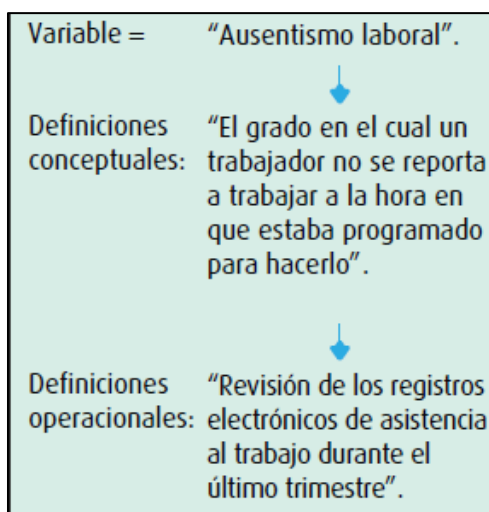 Variable = “Ausentismo laboral”.
Definiciones “El grado en el cual un
conceptuales: trabajador no se reporta
a trabajar a la hora en
que estaba programado
para hacerlo”.
Definiciones “Revisión de los registros
operacionales: electrónicos de asistencia
al trabajo durante el
último trimestre”.